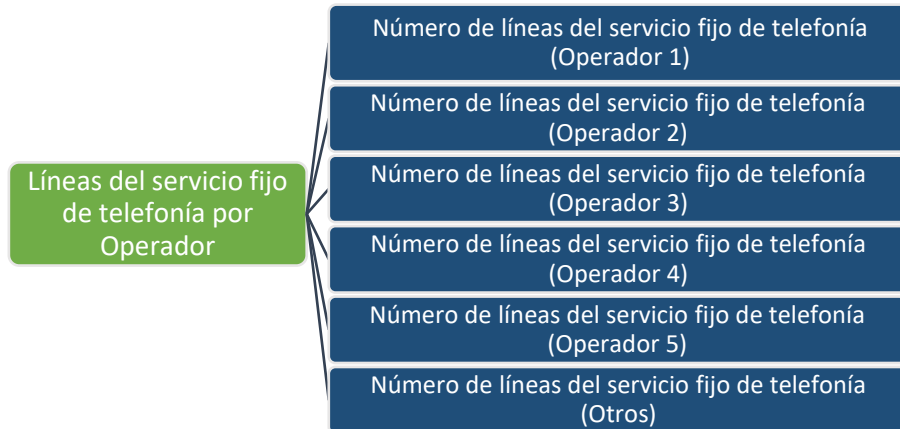 Número de líneas del servicio fijo de telefonía
(Operador 1)
Número de líneas del servicio fijo de telefonía
(Operador 2)
Líneas del servicio fijo
de telefonía por
Operador
Número de líneas del servicio fijo de telefonía
(Operador 3)
Número de líneas del servicio fijo de telefonía
(Operador 4)
Número de líneas del servicio fijo de telefonía
(Operador 5)
Número de líneas del servicio fijo de telefonía
(Otros)